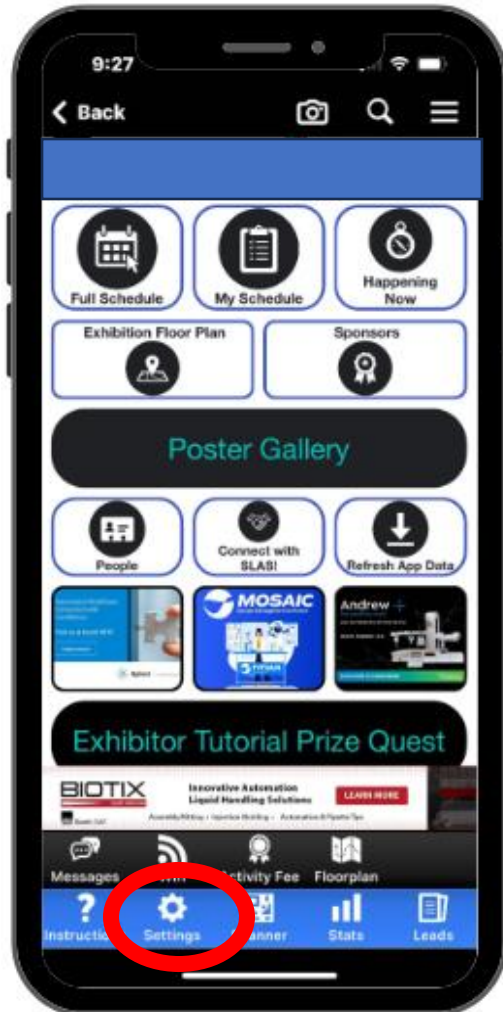 9:27
Back
Full Schedule
My Schedule
Happening
Now
Exhibition Floor Plan
Sponsors
Poster Gallery
People
Connect with
SLAS!
Refresh App Data
MOSAIC
TITIAN
Andrew +
Agilent
Exhibitor Tutorial Prize Quest
BIOTIX
Innovative Automation
Liquid Handling Solutions
LEARN MORE
Messages
Activity Fee
Floorplan
Settings
Stats
Leads